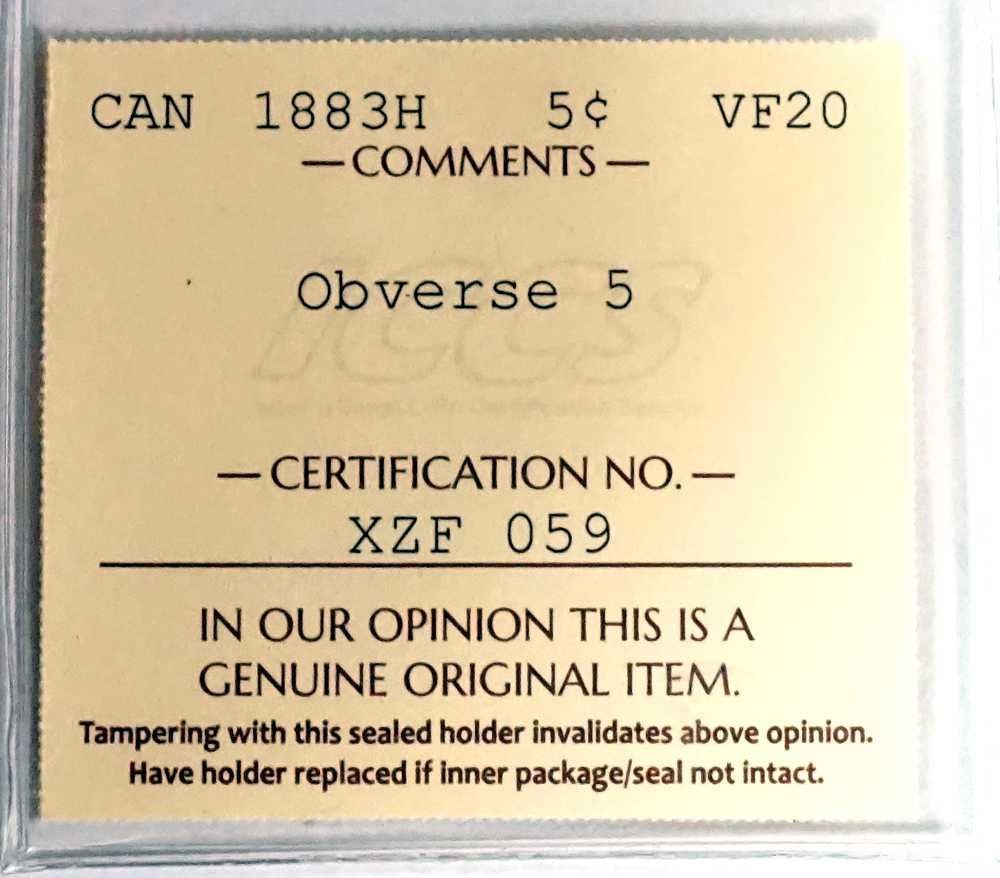 CAN 1883H 5¢ VF20
— COMMENTS —
Obverse 5
ICCS
— CERTIFICATION NO. —
XZF 059
IN OUR OPINION THIS IS A
GENUINE ORIGINAL ITEM.
Tampering with this sealed holder invalidates above opinion.
Have holder replaced if inner package/seal not intact.